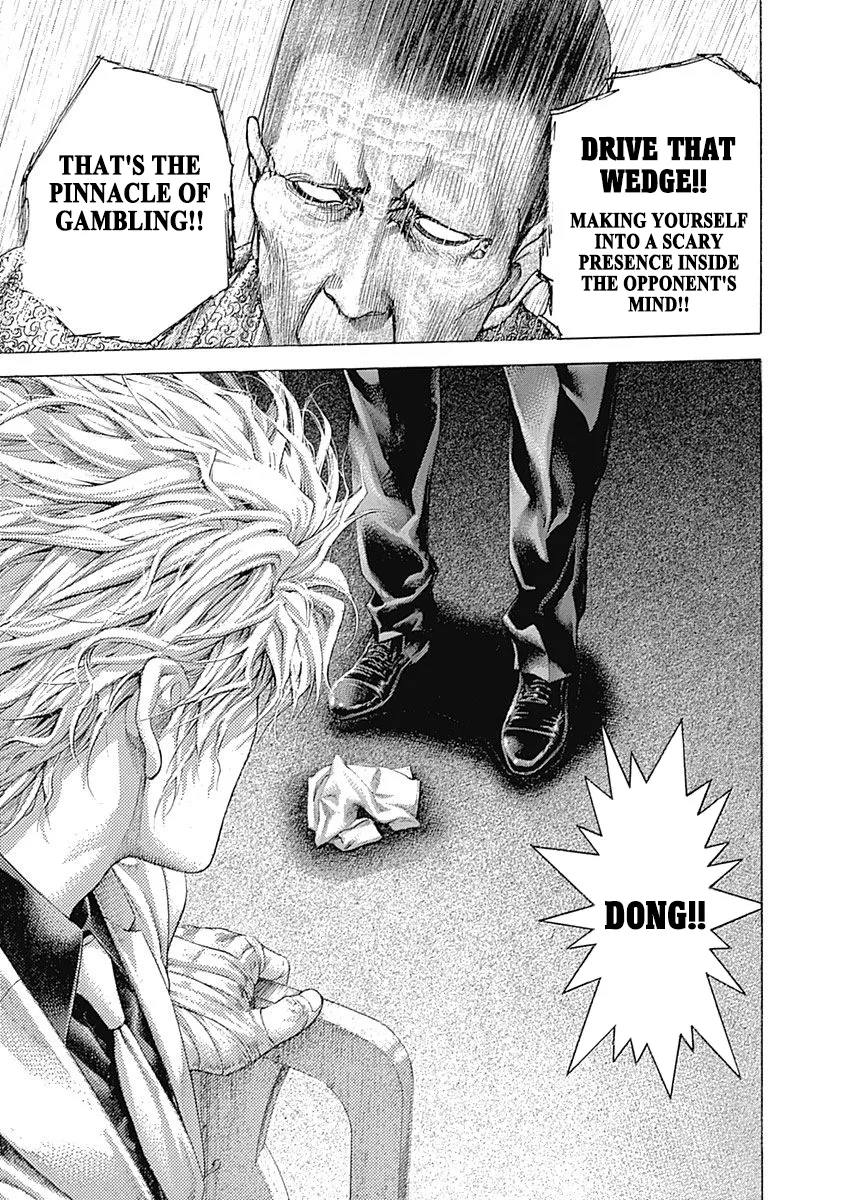 DRIVE THAT
WEDGE!!
MAKING YOURSELF
INTO A SCARY
PRESENCE INSIDE
THE OPPONENT'S
MIND!!
THAT'S THE
PINNACLE OF
GAMBLING!!
DONG!!